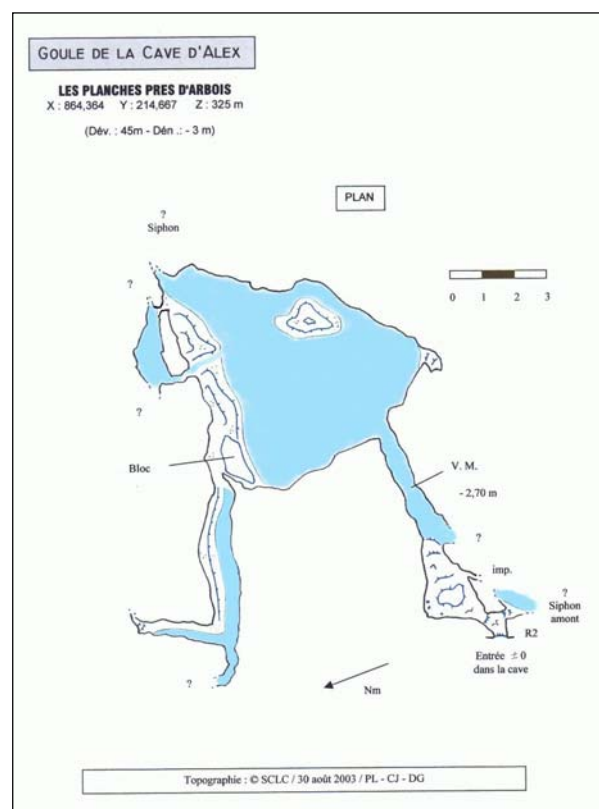 GOULE DE LA CAVE D'ALEX
LES PLANCHES PRES D'ARBOIS
X : 864,364 Y : 214,667 Z : 325 m
(Dév. : 45m - Dén .: - 3 m)
PLAN
?
Siphon
?
0 1 2 3
?
Bloc
V. M.
- 2,70 m
?
imp.
?
Siphon
amont
R2
Entrée ± 0
dans la cave
?
Nm
Topographie : © SCLC / 30 août 2003 / PL - CJ - DG